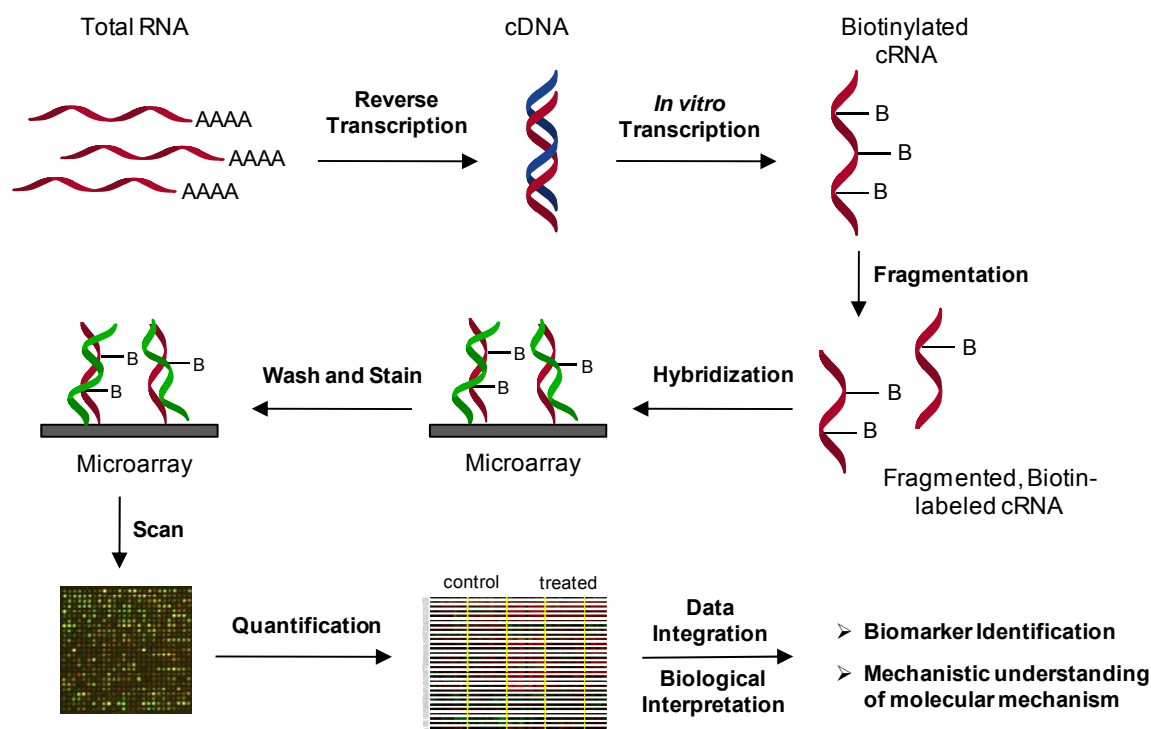 Total RNA
cDNA
Biotinylated
cRNA
AAAA
AAAA
AAAA
Reverse
Transcription
In vitro
Transcription
B
B
B
Fragmentation
B
B
B
Fragmented, Biotin-
labeled cRNA
Hybridization
B
B
B
Microarray
Wash and Stain
B
B
B
Microarray
Scan
Quantification
control treated
Data
Integration
Biological
Interpretation
➢ Biomarker Identification
➢ Mechanistic understanding
of molecular mechanism